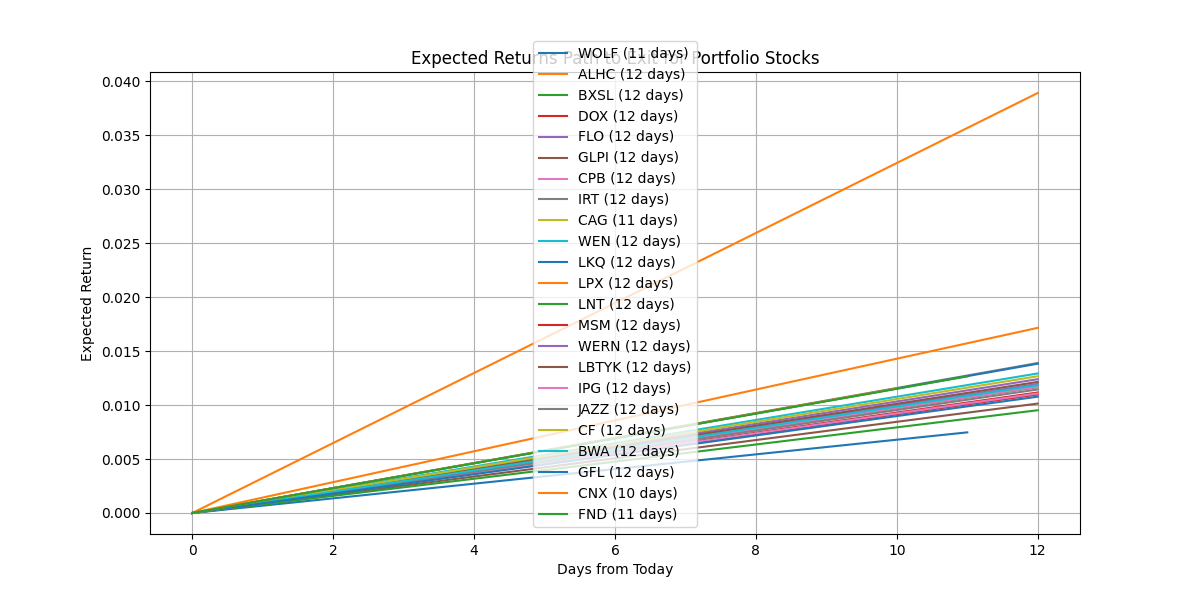 Expected Returns Path to Exit for Portfolio Stocks
WOLF (11 days)
ALHC (12 days)
BXSL (12 days)
DOX (12 days)
FLO (12 days)
GLPI (12 days)
CPB (12 days)
IRT (12 days)
CAG (11 days)
WEN (12 days)
LKQ (12 days)
LPX (12 days)
LNT (12 days)
MSM (12 days)
WERN (12 days)
LBTYK (12 days)
IPG (12 days)
JAZZ (12 days)
CF (12 days)
BWA (12 days)
GFL (12 days)
CNX (10 days)
FND (11 days)
Expected Return
0.040
0.035
0.030
0.025
0.020
0.015
0.010
0.005
0.000
0 2 4 6 8 10 12
Days from Today